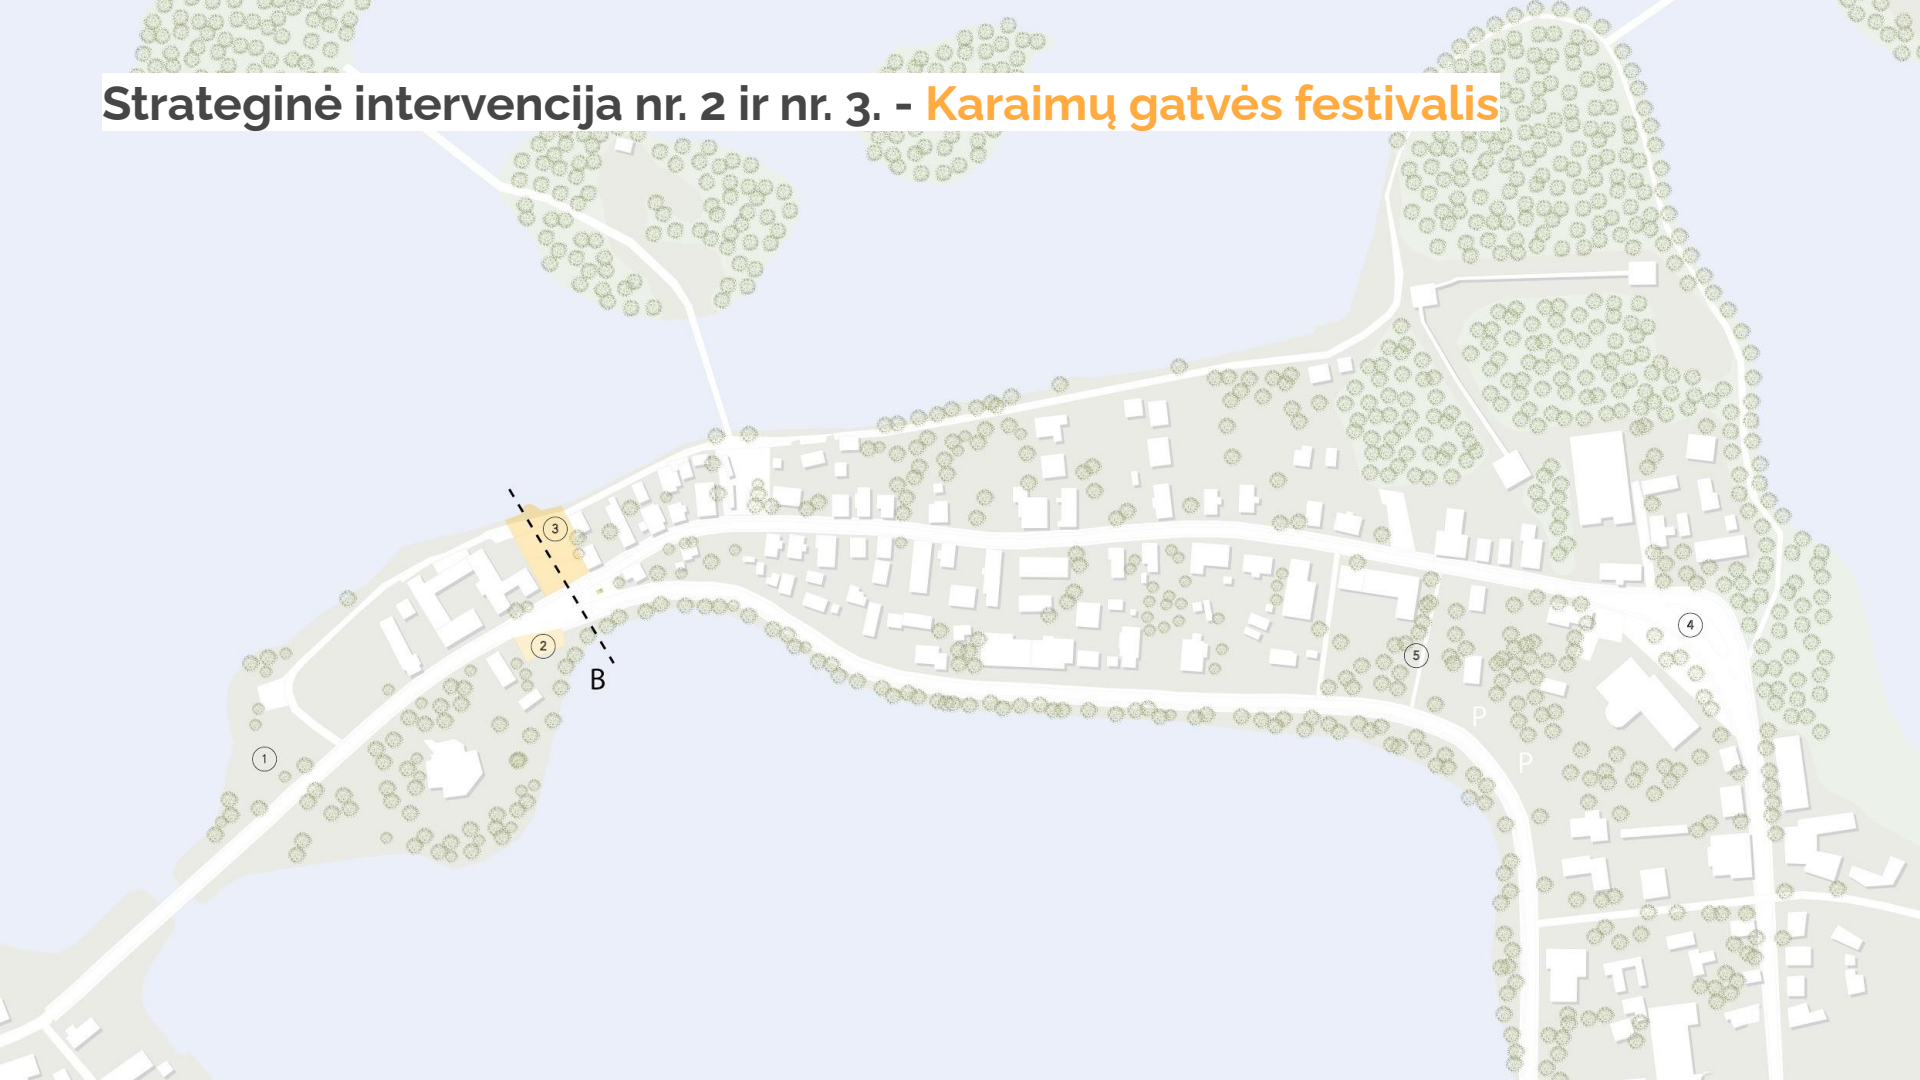 Strateginė intervencija nr. 2 ir nr. 3. - Karaimų gatvės festivalis
3
2
B
4
5
P
P
1